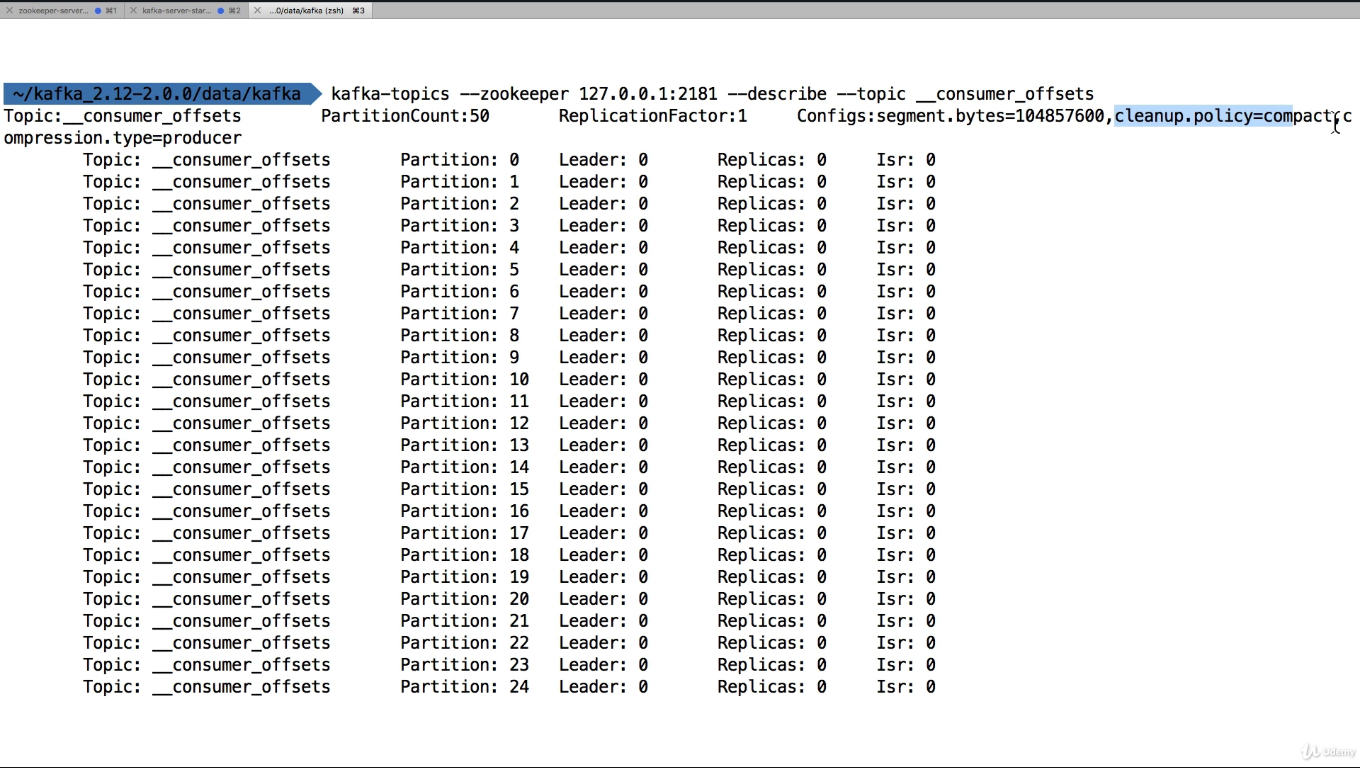 zookeeper-server... ⌘1 kafka-server-star... ⌘2 ...0/data/kafka (zsh) ⌘3
~/kafka_2.12-2.0.0/data/kafka kafka-topics --zookeeper 127.0.0.1:2181 --describe --topic __consumer_offsets
Topic:__consumer_offsets PartitionCount:50 ReplicationFactor:1 Configs:segment.bytes=104857600,cleanup.policy=compact,c
ompression.type=producer
Topic: __consumer_offsets Partition: 0 Leader: 0 Replicas: 0 Isr: 0
Topic: __consumer_offsets Partition: 1 Leader: 0 Replicas: 0 Isr: 0
Topic: __consumer_offsets Partition: 2 Leader: 0 Replicas: 0 Isr: 0
Topic: __consumer_offsets Partition: 3 Leader: 0 Replicas: 0 Isr: 0
Topic: __consumer_offsets Partition: 4 Leader: 0 Replicas: 0 Isr: 0
Topic: __consumer_offsets Partition: 5 Leader: 0 Replicas: 0 Isr: 0
Topic: __consumer_offsets Partition: 6 Leader: 0 Replicas: 0 Isr: 0
Topic: __consumer_offsets Partition: 7 Leader: 0 Replicas: 0 Isr: 0
Topic: __consumer_offsets Partition: 8 Leader: 0 Replicas: 0 Isr: 0
Topic: __consumer_offsets Partition: 9 Leader: 0 Replicas: 0 Isr: 0
Topic: __consumer_offsets Partition: 10 Leader: 0 Replicas: 0 Isr: 0
Topic: __consumer_offsets Partition: 11 Leader: 0 Replicas: 0 Isr: 0
Topic: __consumer_offsets Partition: 12 Leader: 0 Replicas: 0 Isr: 0
Topic: __consumer_offsets Partition: 13 Leader: 0 Replicas: 0 Isr: 0
Topic: __consumer_offsets Partition: 14 Leader: 0 Replicas: 0 Isr: 0
Topic: __consumer_offsets Partition: 15 Leader: 0 Replicas: 0 Isr: 0
Topic: __consumer_offsets Partition: 16 Leader: 0 Replicas: 0 Isr: 0
Topic: __consumer_offsets Partition: 17 Leader: 0 Replicas: 0 Isr: 0
Topic: __consumer_offsets Partition: 18 Leader: 0 Replicas: 0 Isr: 0
Topic: __consumer_offsets Partition: 19 Leader: 0 Replicas: 0 Isr: 0
Topic: __consumer_offsets Partition: 20 Leader: 0 Replicas: 0 Isr: 0
Topic: __consumer_offsets Partition: 21 Leader: 0 Replicas: 0 Isr: 0
Topic: __consumer_offsets Partition: 22 Leader: 0 Replicas: 0 Isr: 0
Topic: __consumer_offsets Partition: 23 Leader: 0 Replicas: 0 Isr: 0
Topic: __consumer_offsets Partition: 24 Leader: 0 Replicas: 0 Isr: 0
Udemy